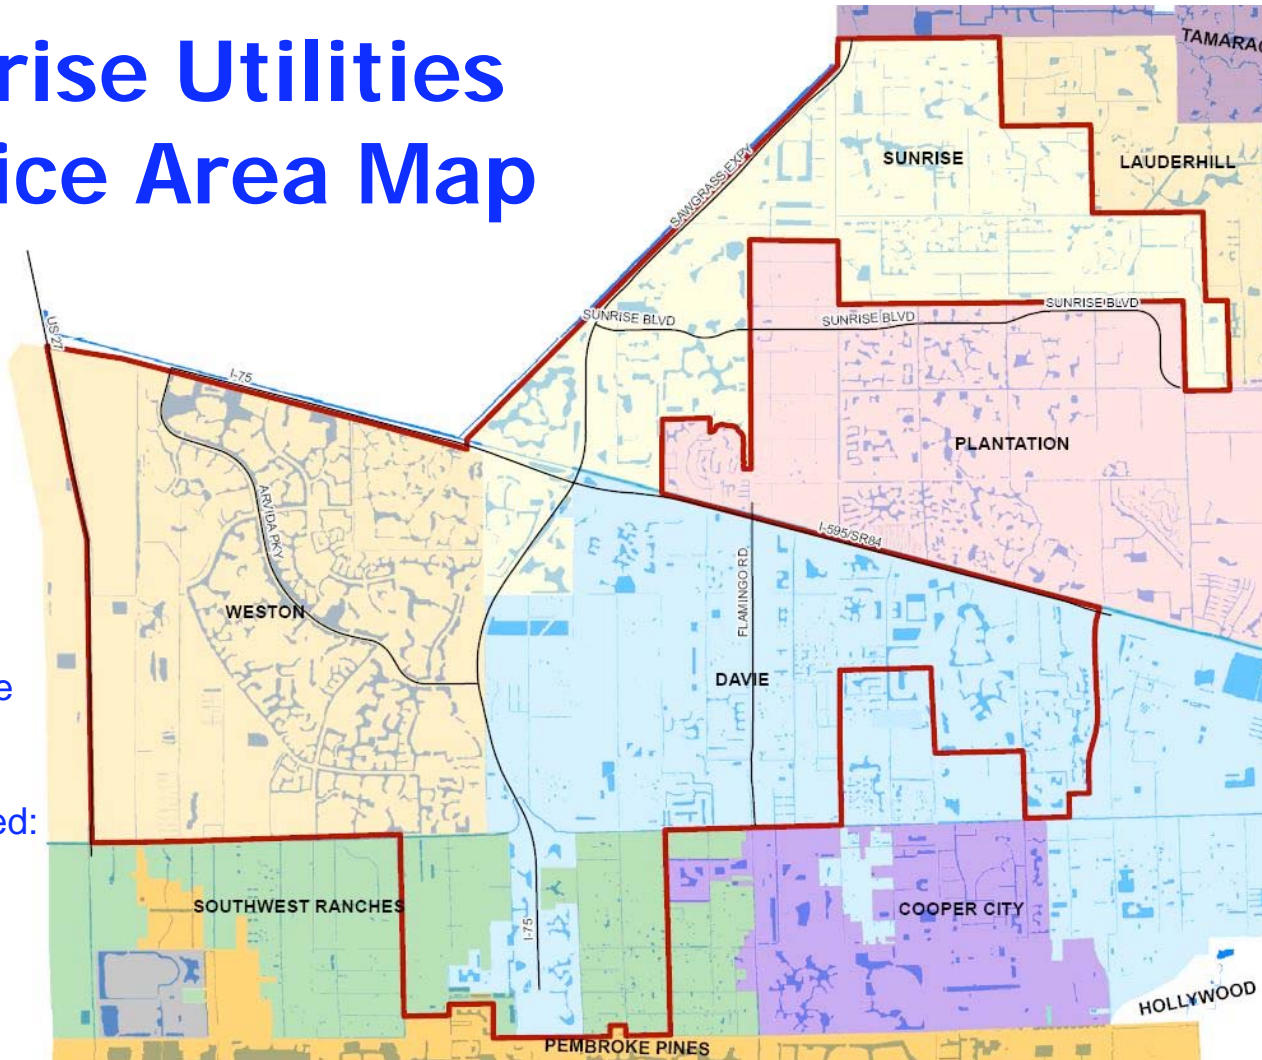 rise Utilities
ice Area Map
TAMARAC
SUNRISE
LAUDERHILL
SAWGRASS EXPY
SUNRISE BLVD
SUNRISE BLVD
SUNRISE BLVD
US 27
I-75
PLANTATION
ARVIDA PKY
I-595/SR84
FLAMINGO RD
WESTON
e
DAVIE
ed:
SOUTHWEST RANCHES
I-75
COOPER CITY
HOLLYWOOD
PEMBROKE PINES